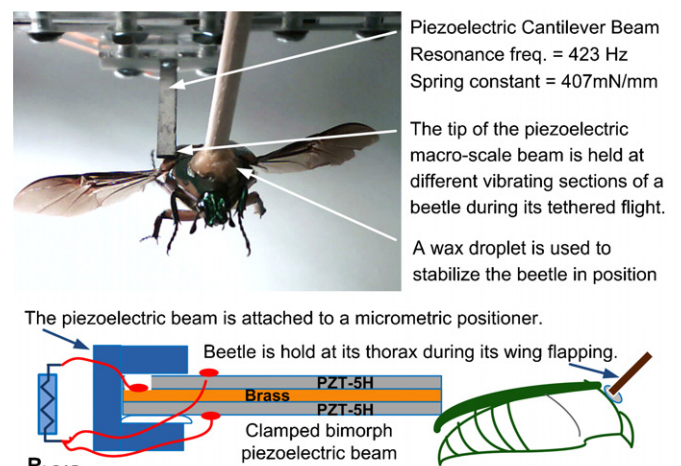 Piezoelectric Cantilever Beam
Resonance freq. = 423 Hz
Spring constant = 407mN/mm
The tip of the piezoelectric
macro-scale beam is held at
different vibrating sections of a
beetle during its tethered flight.
A wax droplet is used to
stabilize the beetle in position
The piezoelectric beam is attached to a micrometric positioner.
Beetle is hold at its thorax during its wing flapping.
PZT-5H
Brass
PZT-5H
Clamped bimorph
piezoelectric beam